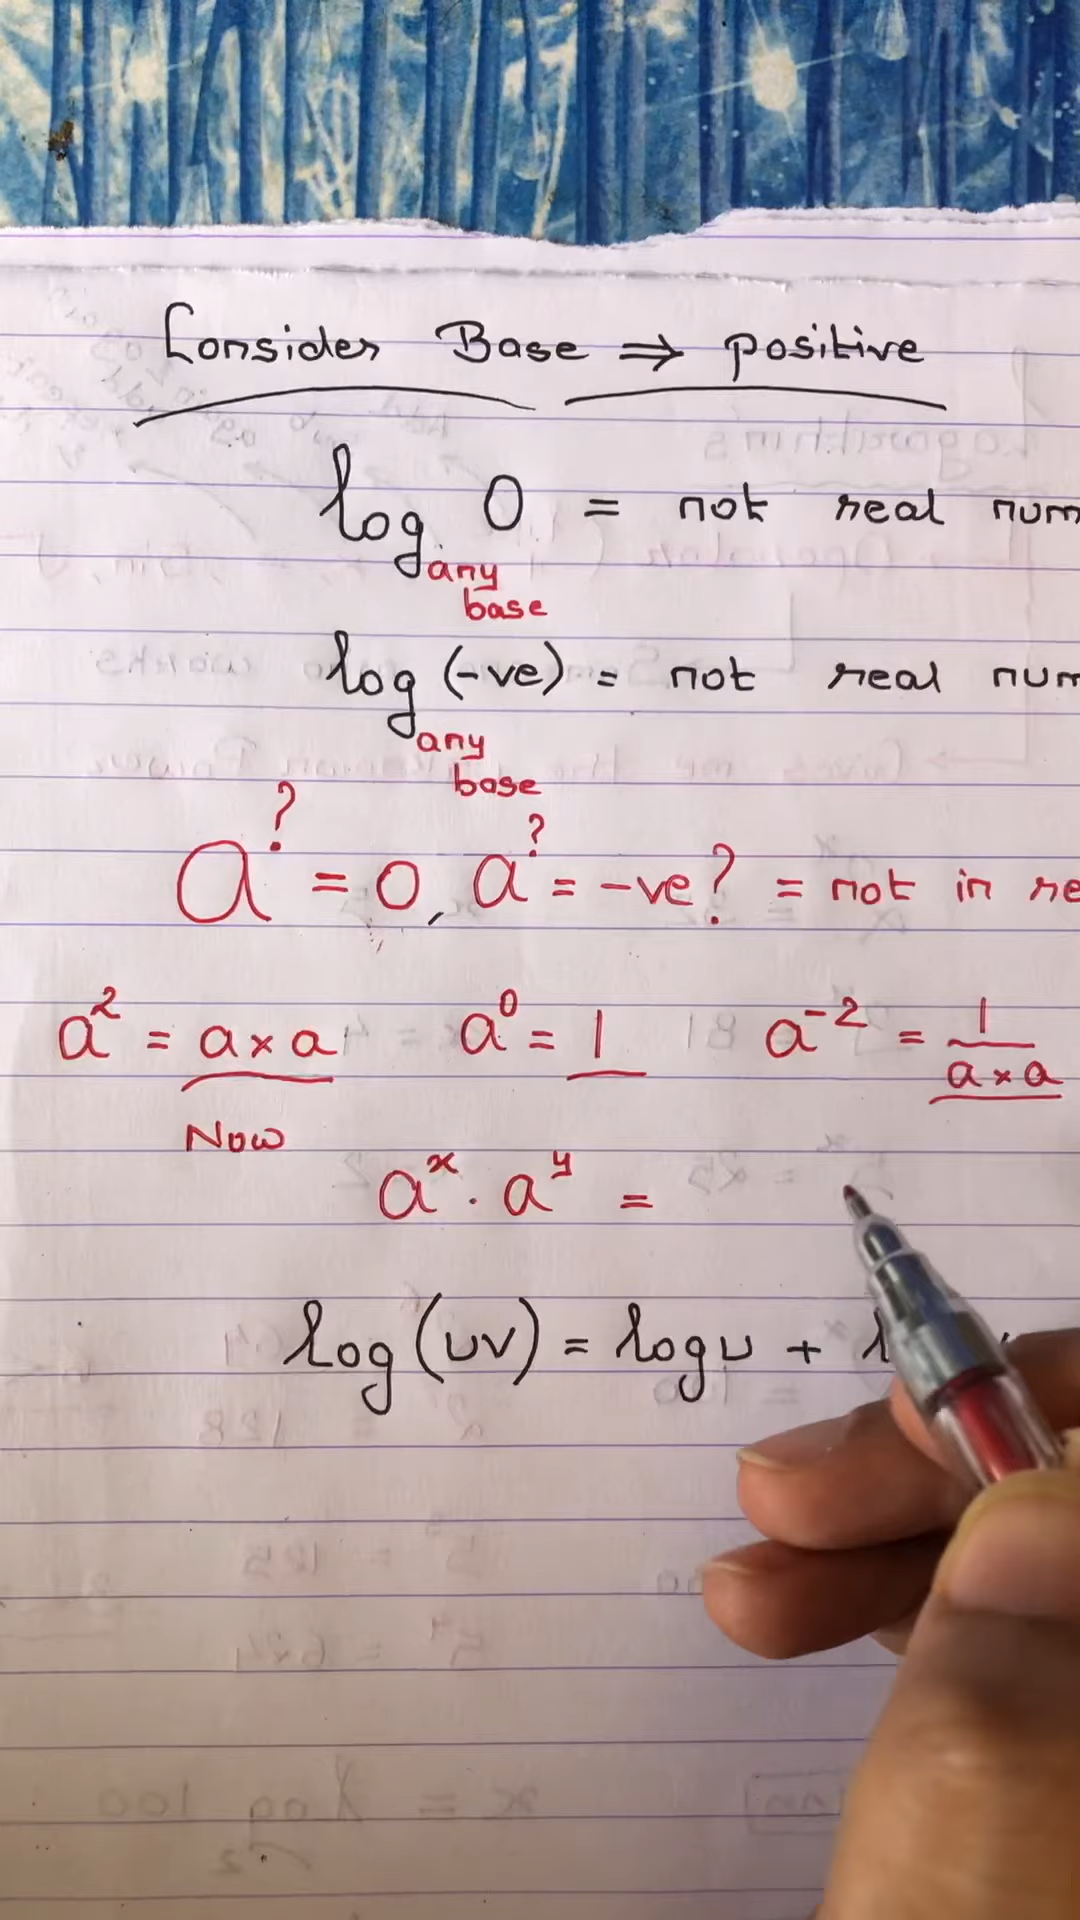 Consider Base ⇒ positive
log any base 0 = not real num
log any base (-ve) = not real num
a^? = 0, a^? = -ve? = not in re
a² = a×a a⁰ = 1 a⁻² = 1/(a×a)
Now
aˣ · aʸ =
log(uv) = log u + l